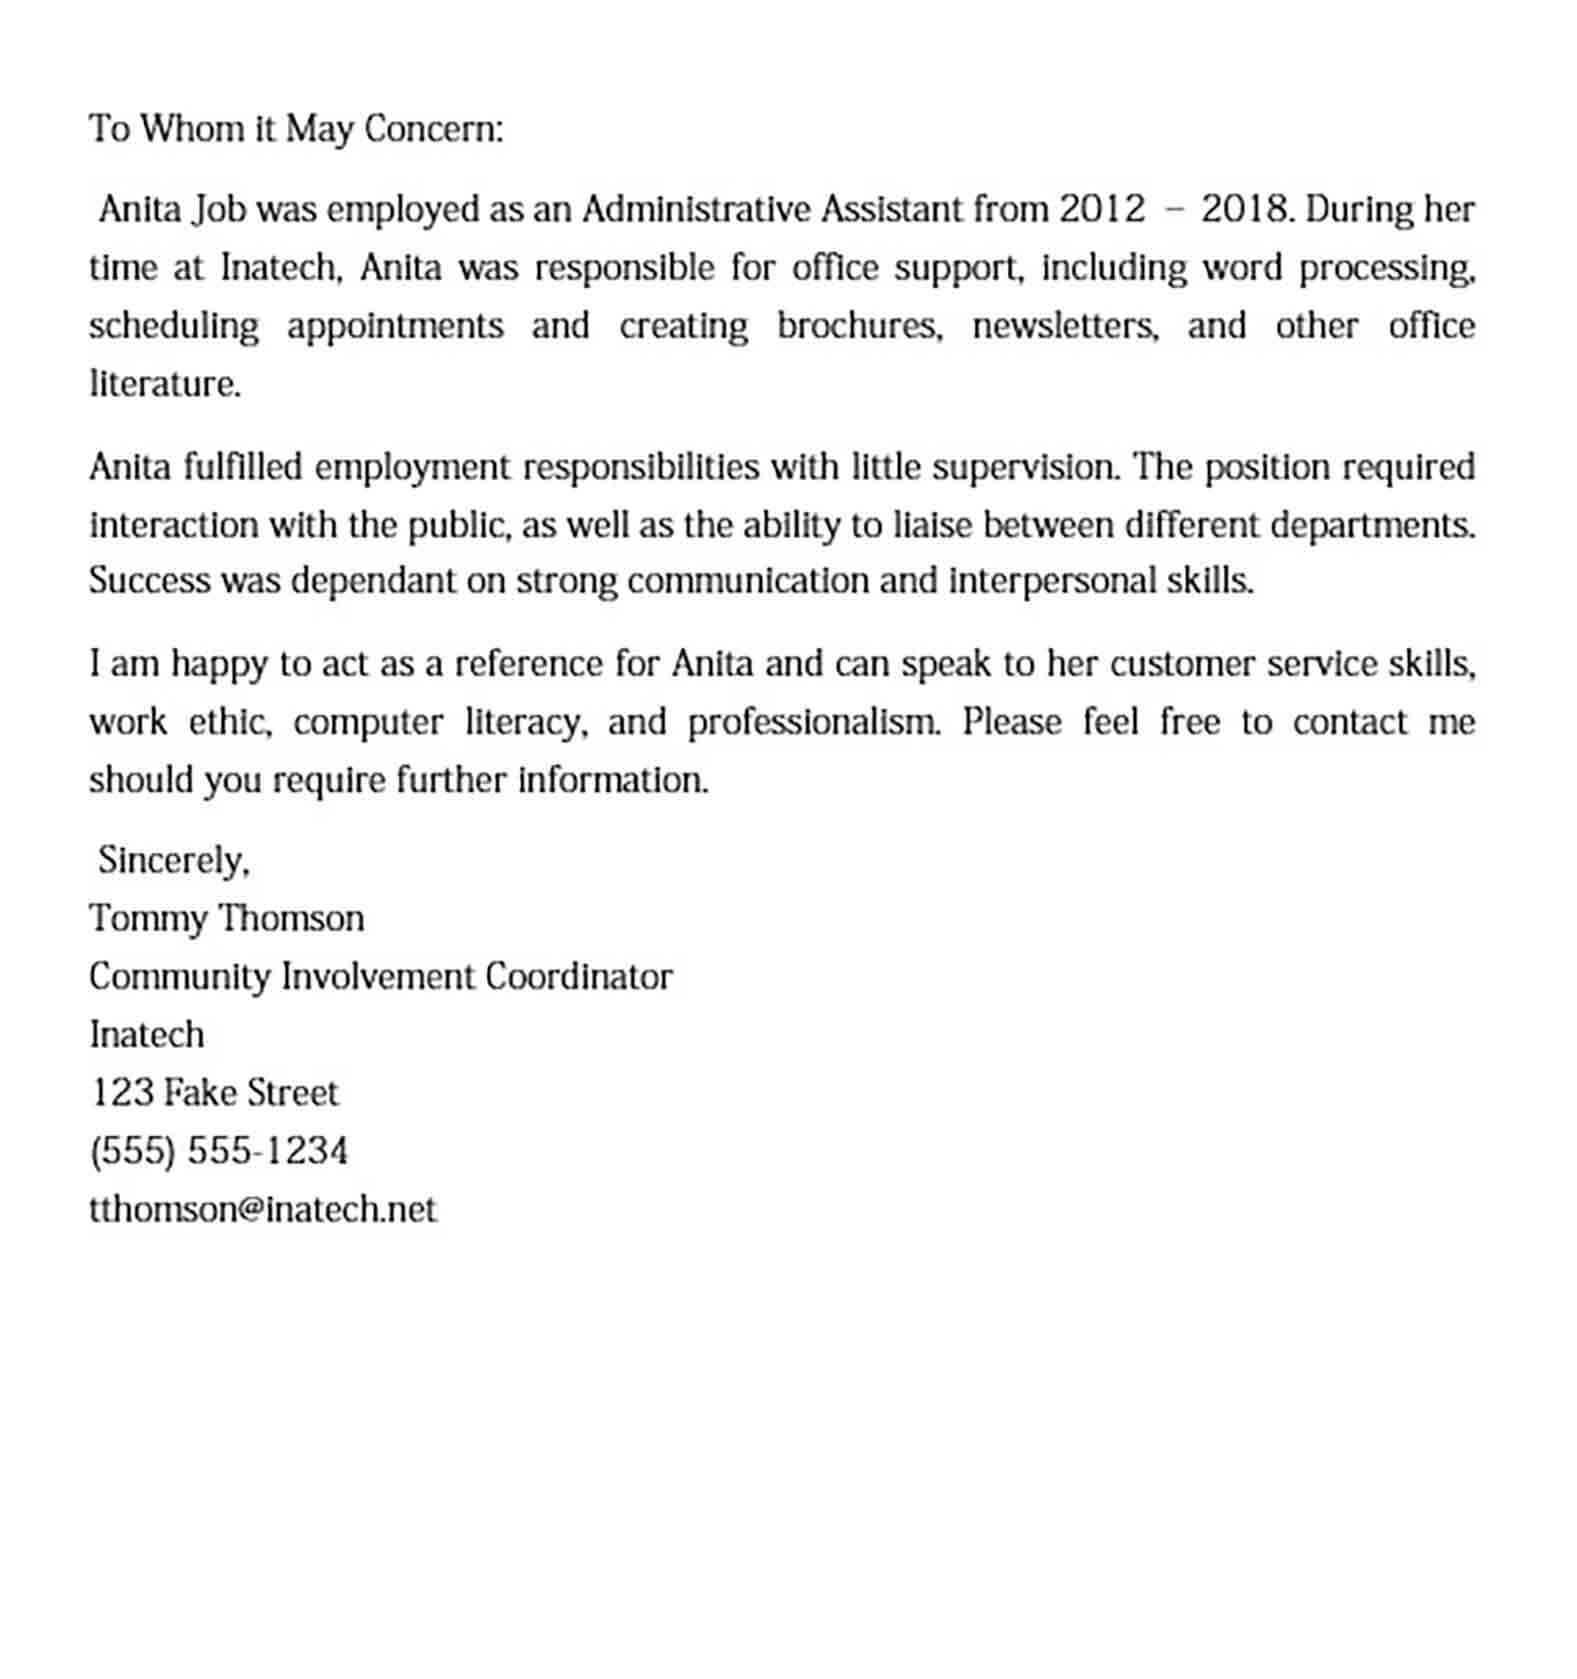 To Whom it May Concern:
Anita Job was employed as an Administrative Assistant from 2012 – 2018. During her
time at Inatech, Anita was responsible for office support, including word processing,
scheduling appointments and creating brochures, newsletters, and other office
literature.
Anita fulfilled employment responsibilities with little supervision. The position required
interaction with the public, as well as the ability to liaise between different departments.
Success was dependant on strong communication and interpersonal skills.
I am happy to act as a reference for Anita and can speak to her customer service skills,
work ethic, computer literacy, and professionalism. Please feel free to contact me
should you require further information.
Sincerely,
Tommy Thomson
Community Involvement Coordinator
Inatech
123 Fake Street
(555) 555-1234
tthomson@inatech.net